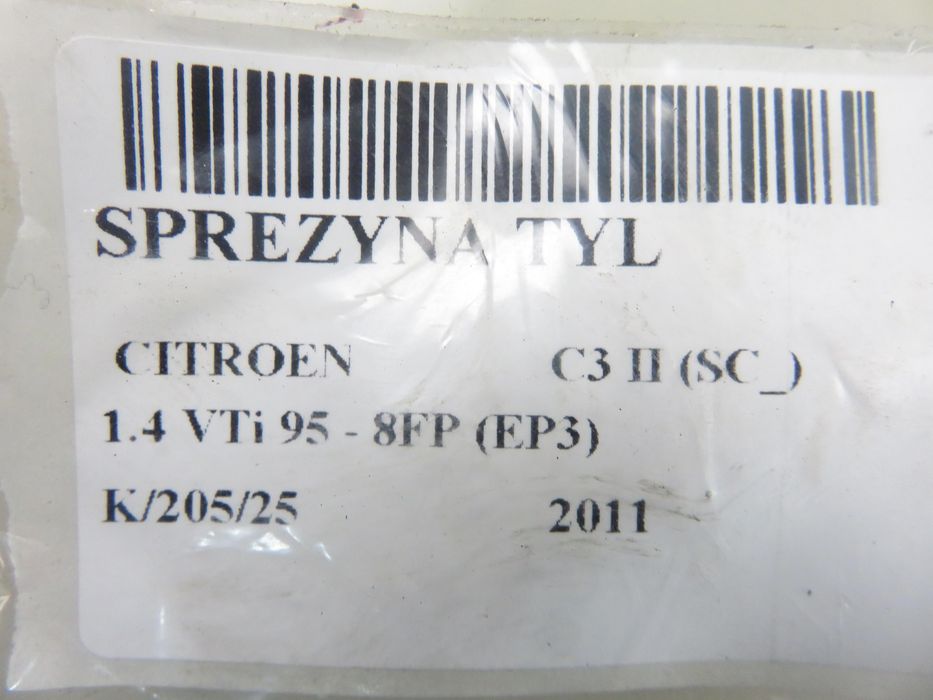 SPREZYNA TYL
CITROEN C3 II (SC_)
1.4 VTi 95 - 8FP (EP3)
K/205/25 2011